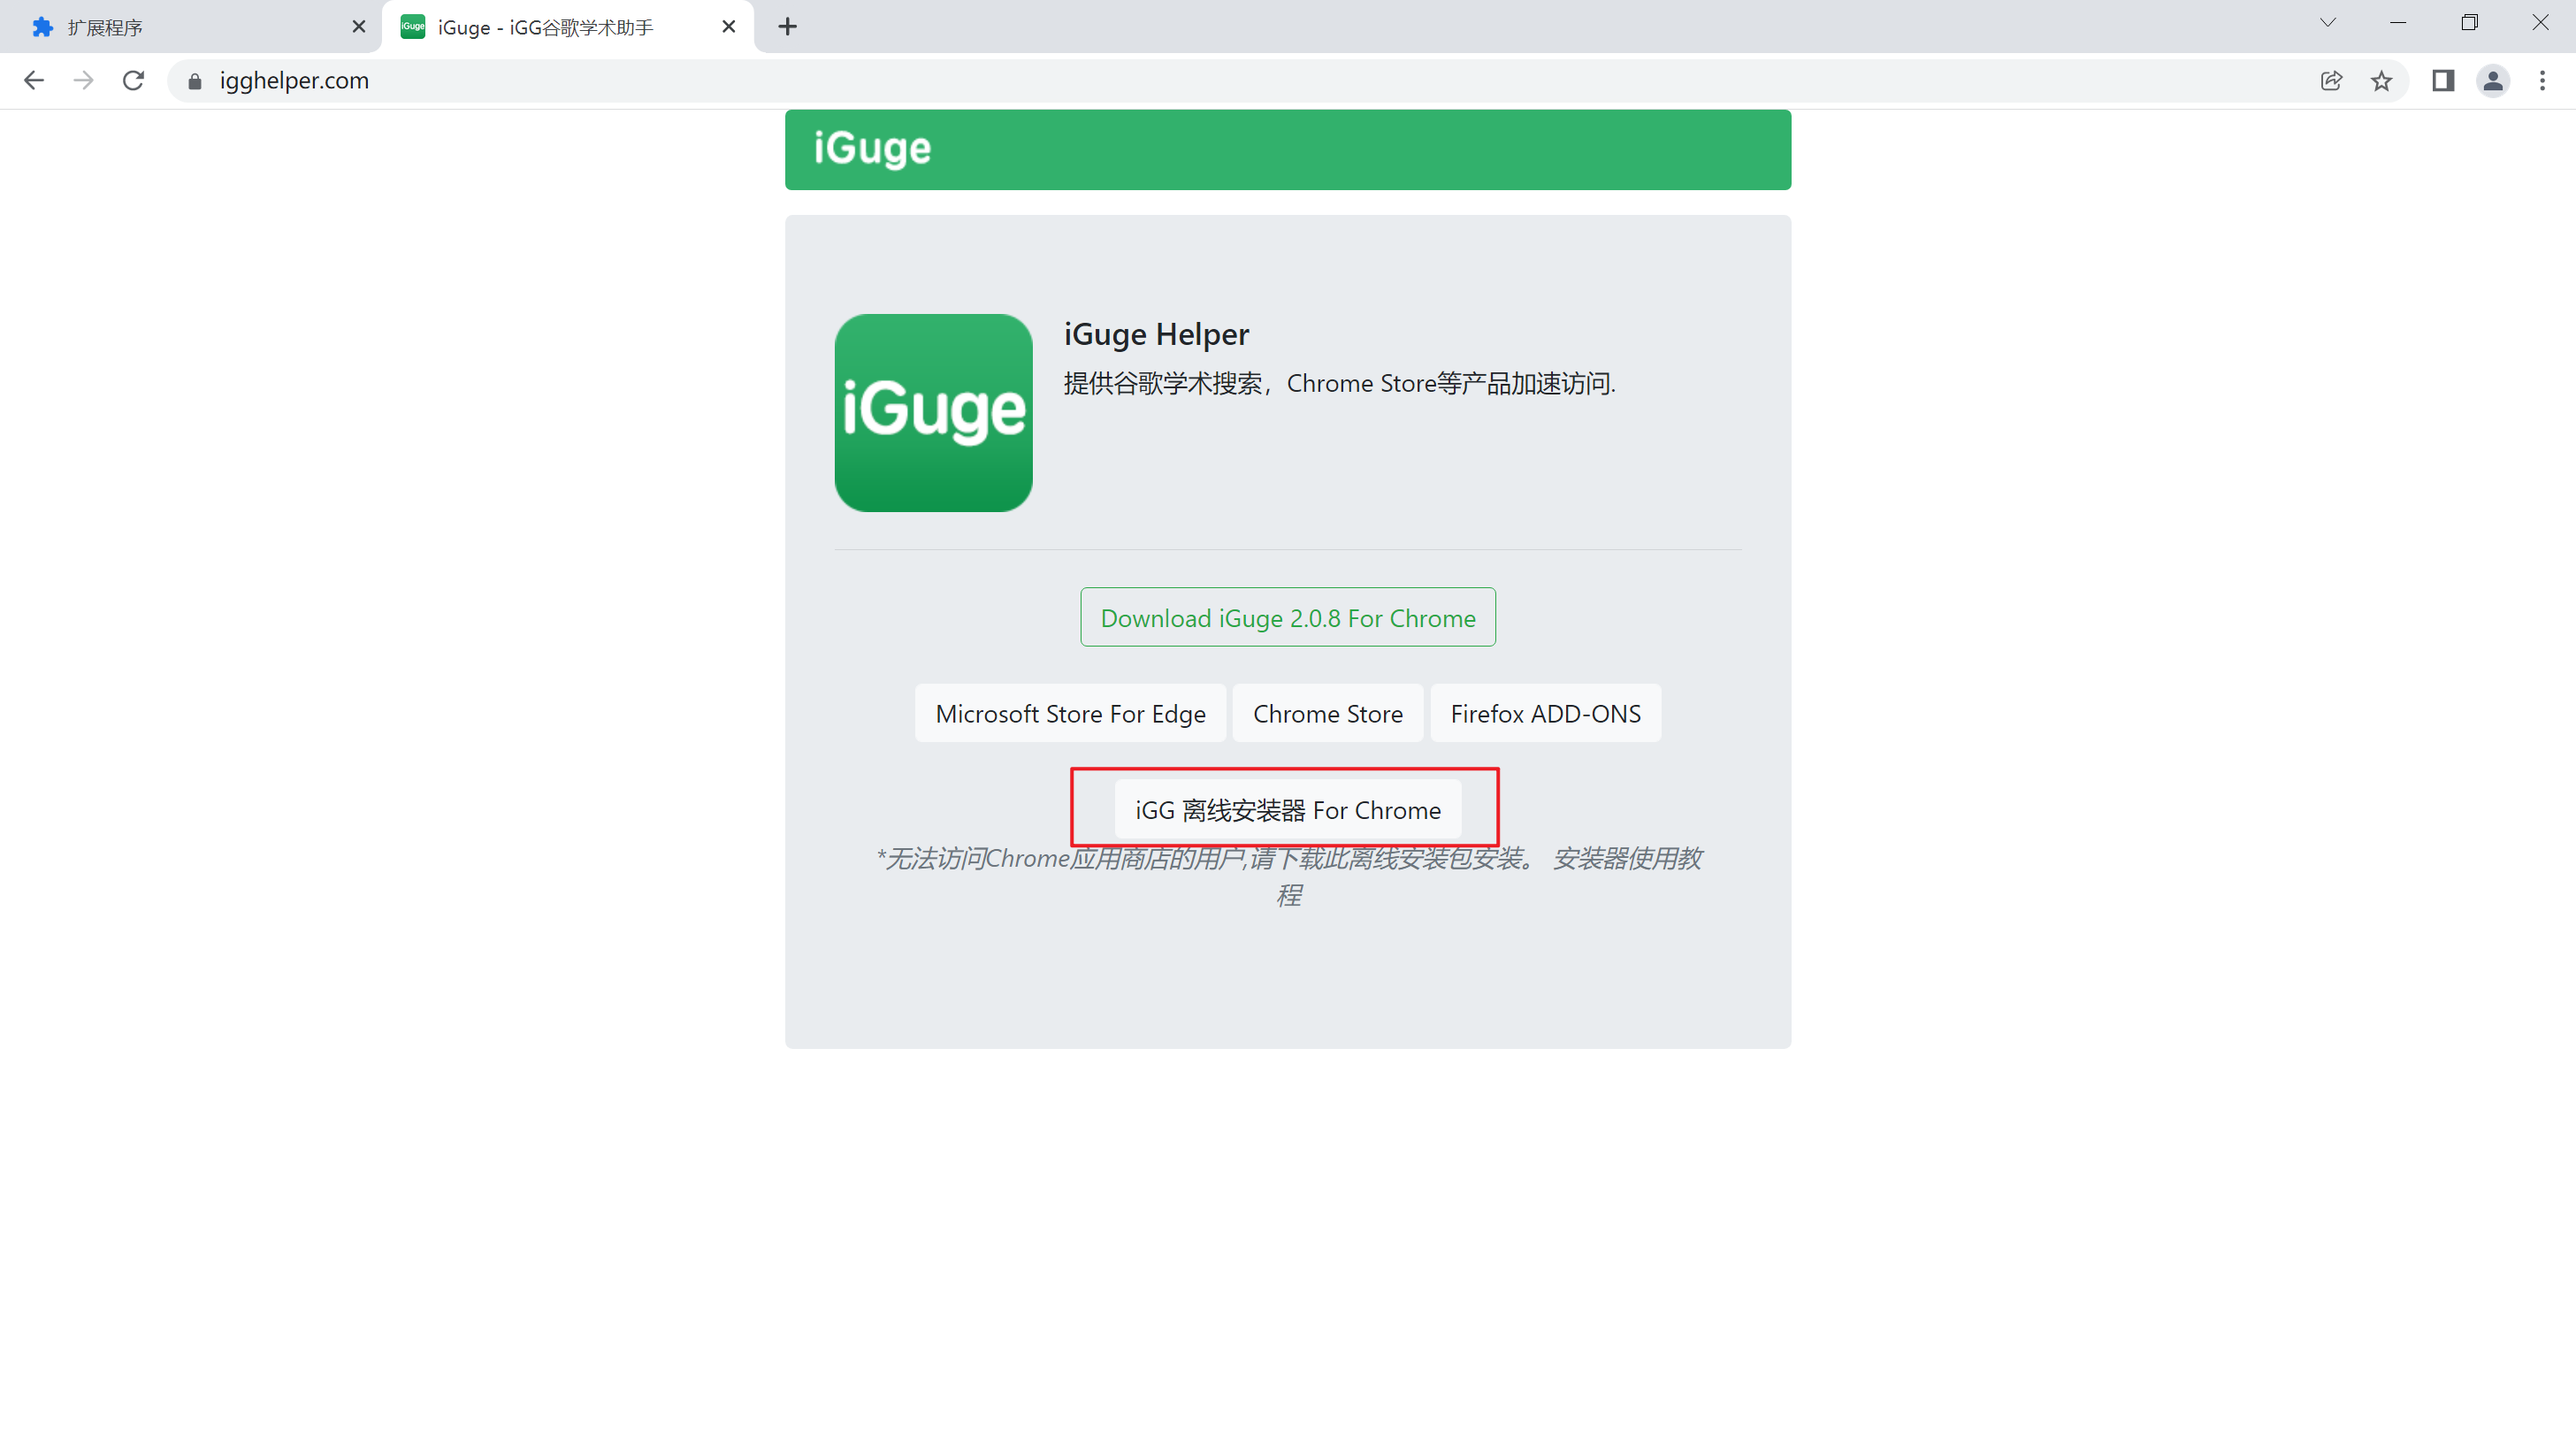 扩展程序
iGuge
iGuge - iGG谷歌学术助手
igghelper.com
iGuge
iGuge
iGuge Helper
提供谷歌学术搜索，Chrome Store等产品加速访问.
Download iGuge 2.0.8 For Chrome
Microsoft Store For Edge
Chrome Store
Firefox ADD-ONS
iGG 离线安装器 For Chrome
*无法访问Chrome应用商店的用户,请下载此离线安装包安装。 安装器使用教
程